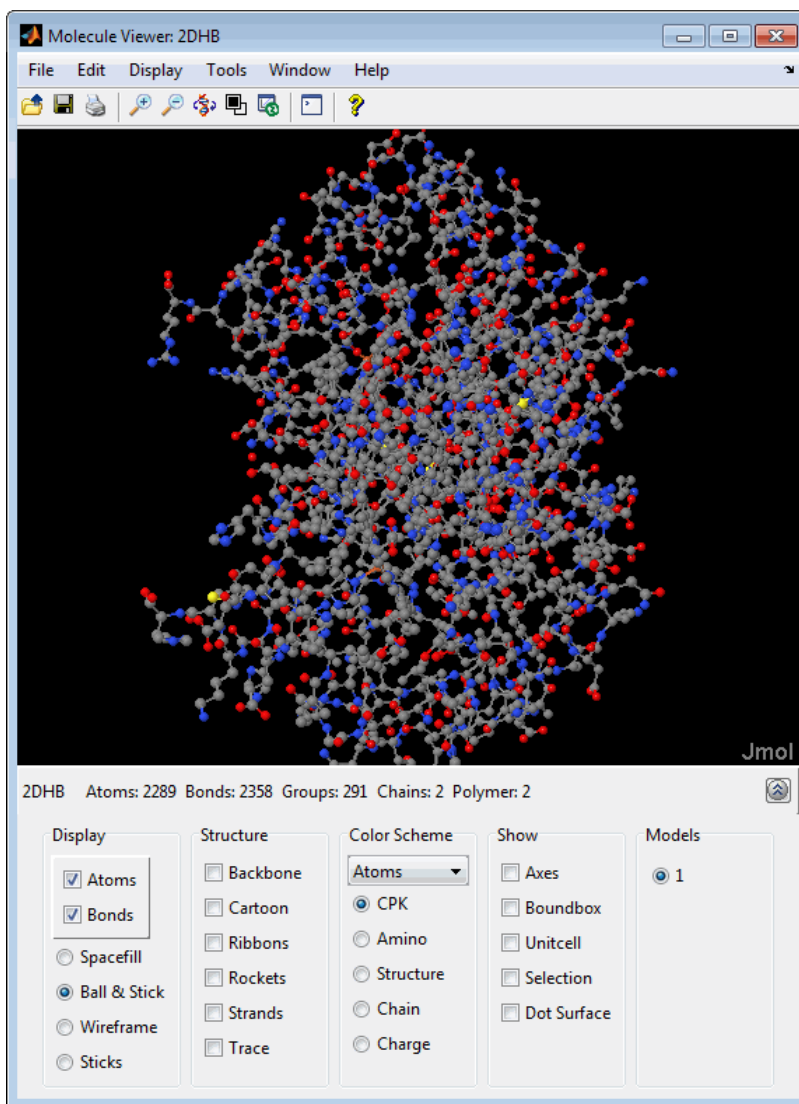 Molecule Viewer: 2DHB
File Edit Display Tools Window Help
Jmol
2DHB Atoms: 2289 Bonds: 2358 Groups: 291 Chains: 2 Polymer: 2
Display
Atoms
Bonds
Spacefill
Ball & Stick
Wireframe
Sticks
Structure
Backbone
Cartoon
Ribbons
Rockets
Strands
Trace
Color Scheme
Atoms
CPK
Amino
Structure
Chain
Charge
Show
Axes
Boundbox
Unitcell
Selection
Dot Surface
Models
1